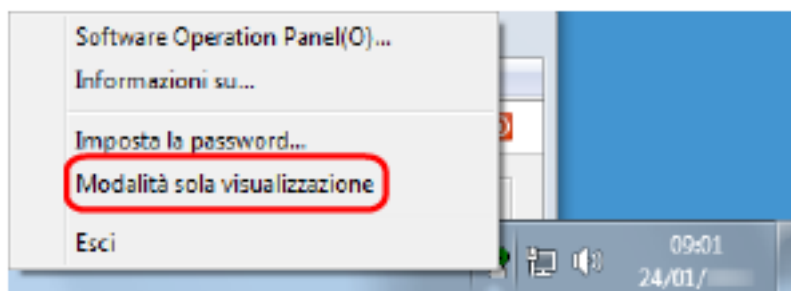 Software Operation Panel(O)...
Informazioni su...
Imposta la password...
Modalità sola visualizzazione
Esci
09:01
24/01/